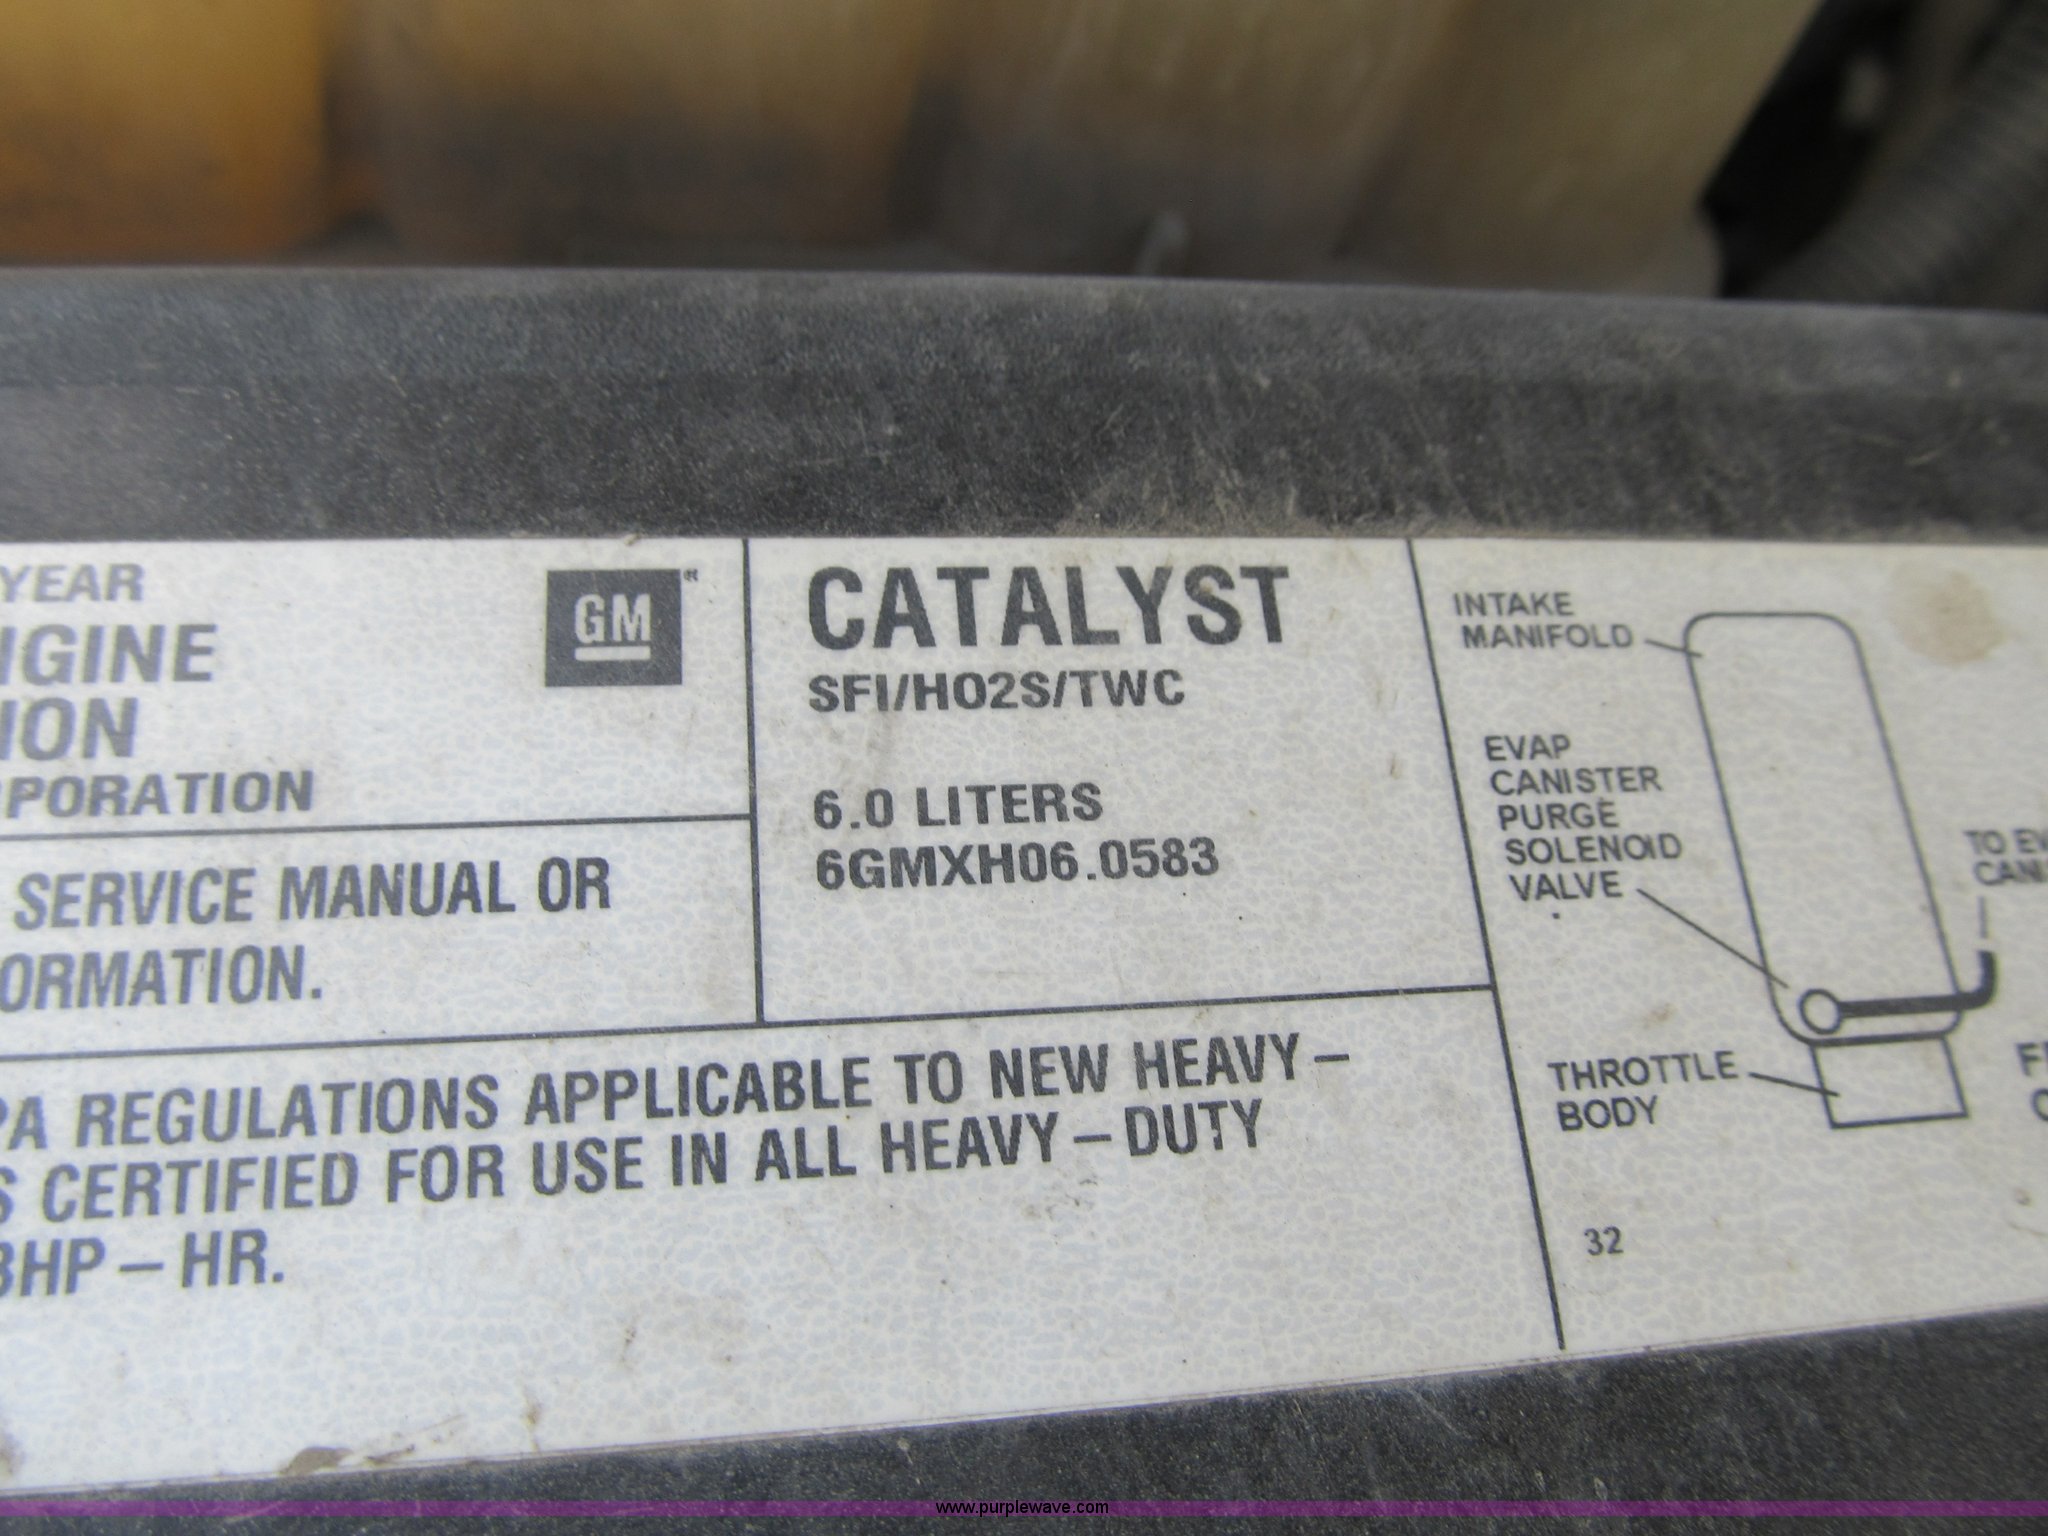 YEAR
GINE
ION
PORATION
GM
SERVICE MANUAL OR
ORMATION.
CATALYST
SFI/HO2S/TWC
6.0 LITERS
6GMXH06.0583
PA REGULATIONS APPLICABLE TO NEW HEAVY–
S CERTIFIED FOR USE IN ALL HEAVY–DUTY
BHP–HR.
INTAKE
MANIFOLD
EVAP
CANISTER
PURGE
SOLENOID
VALVE
TO EV
CANI
THROTTLE
BODY
32
www.purplewave.com